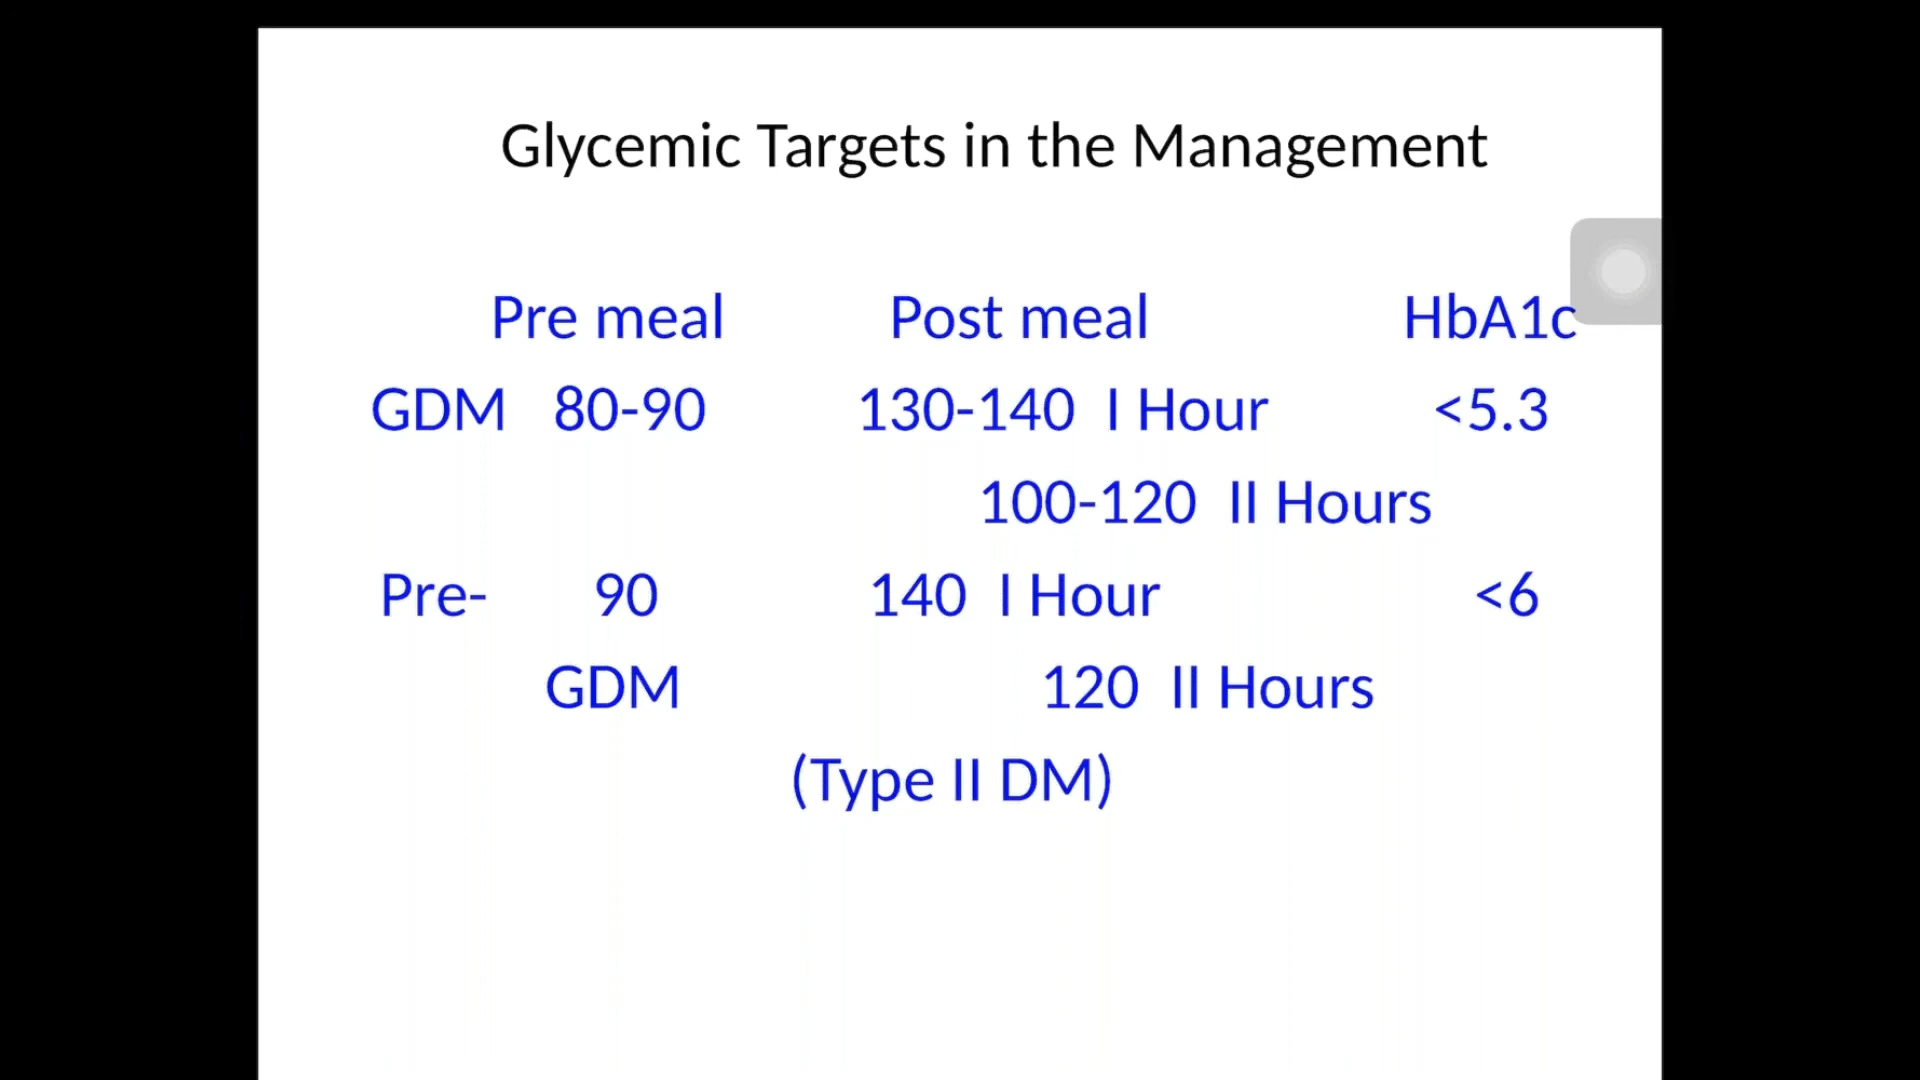 Glycemic Targets in the Management
Pre meal Post meal HbA1c
GDM 80-90 130-140 I Hour <5.3
100-120 II Hours
Pre- 90 140 I Hour <6
GDM 120 II Hours
(Type II DM)